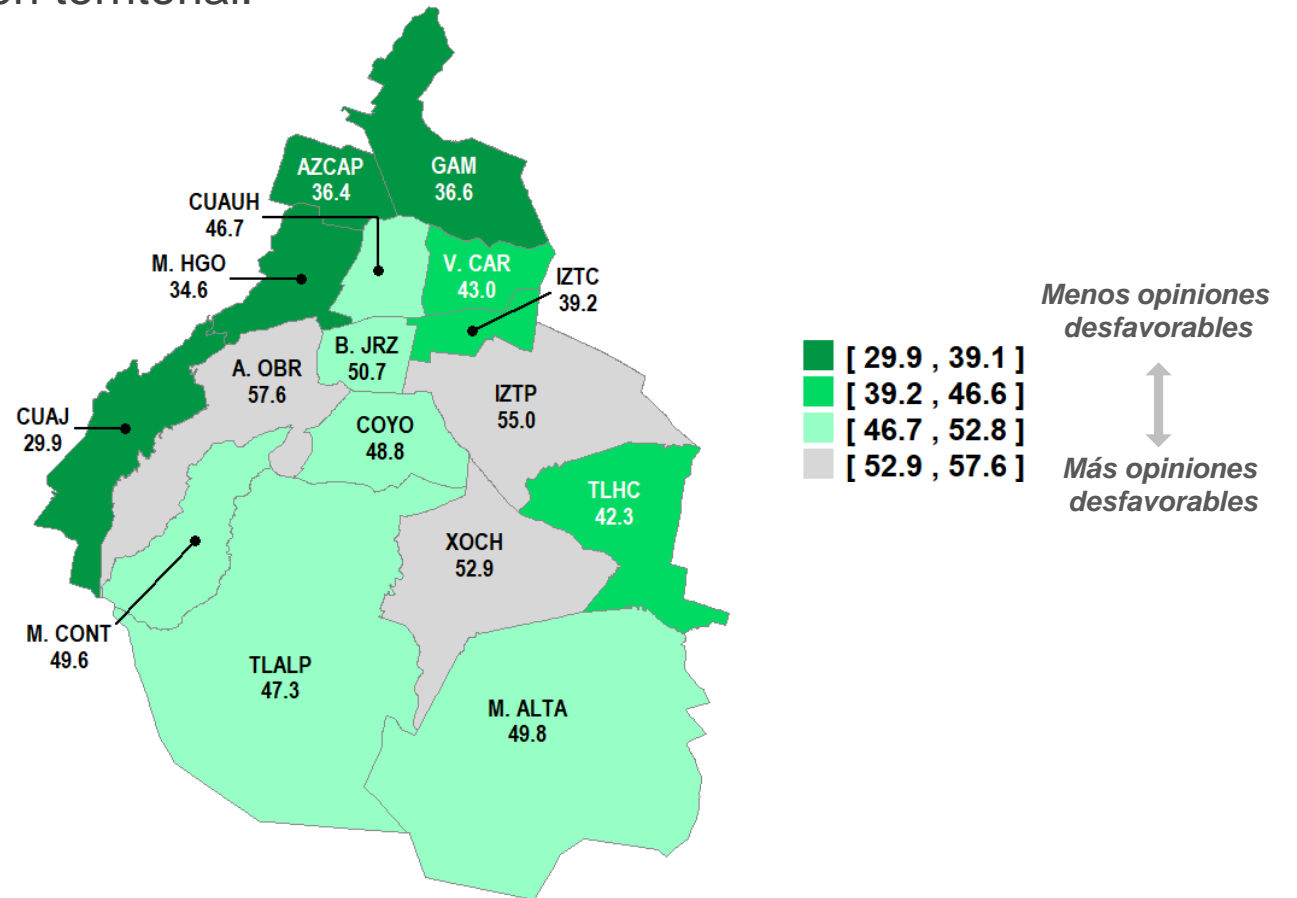 territorial.
AZCAP
36.4
GAM
36.6
CUAUH
46.7
M. HGO
34.6
V. CAR
43.0
IZTC
39.2
B. JRZ
50.7
A. OBR
57.6
IZTP
55.0
CUAJ
29.9
COYO
48.8
TLHC
42.3
XOCH
52.9
M. CONT
49.6
TLALP
47.3
M. ALTA
49.8
Menos opiniones
desfavorables
[ 29.9 , 39.1 ]
[ 39.2 , 46.6 ]
[ 46.7 , 52.8 ]
[ 52.9 , 57.6 ]
Más opiniones
desfavorables